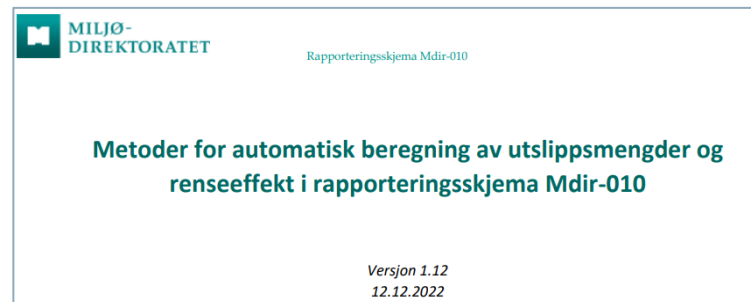 MILJØ-
DIREKTORATET
Rapporteringsskjema Mdir-010
Metoder for automatisk beregning av utslippsmengder og
renseeffekt i rapporteringsskjema Mdir-010
Versjon 1.12
12.12.2022